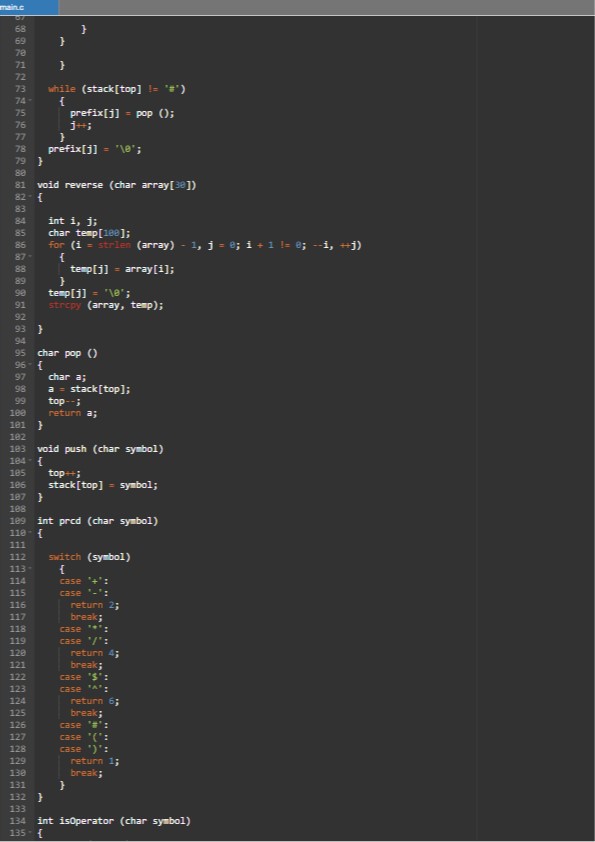 main.c
67
68 }
69 }
70
71 }
72
73 while (stack[top] != '#')
74 {
75 prefix[j] = pop ();
76 j++;
77 }
78 prefix[j] = '\0';
79 }
80
81 void reverse (char array[30])
82 {
83
84 int i, j;
85 char temp[100];
86 for (i = strlen (array) - 1, j = 0; i + 1 != 0; --i, ++j)
87 {
88 temp[j] = array[i];
89 }
90 temp[j] = '\0';
91 strcpy (array, temp);
92
93 }
94
95 char pop ()
96 {
97 char a;
98 a = stack[top];
99 top--;
100 return a;
101 }
102
103 void push (char symbol)
104 {
105 top++;
106 stack[top] = symbol;
107 }
108
109 int prcd (char symbol)
110 {
111
112 switch (symbol)
113 {
114 case '+':
115 case '-':
116 return 2;
117 break;
118 case '*':
119 case '/':
120 return 4;
121 break;
122 case '$':
123 case '^':
124 return 6;
125 break;
126 case '#':
127 case '(':
128 case ')':
129 return 1;
130 break;
131 }
132 }
133
134 int isOperator (char symbol)
135 {